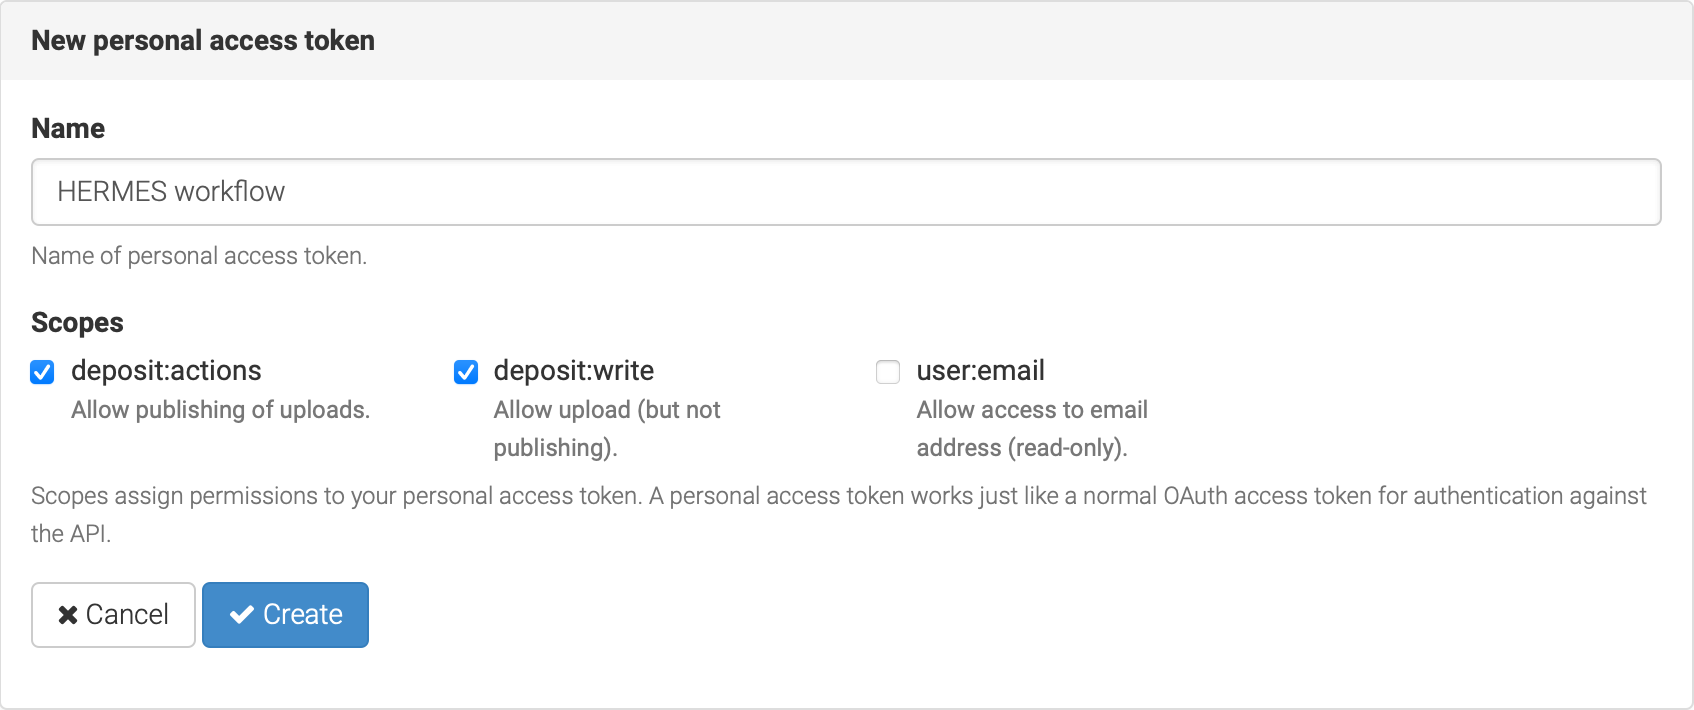 New personal access token
Name
HERMES workflow
Name of personal access token.
Scopes
deposit:actions
Allow publishing of uploads.
deposit:write
Allow upload (but not
publishing).
user:email
Allow access to email
address (read-only).
Scopes assign permissions to your personal access token. A personal access token works just like a normal OAuth access token for authentication against
the API.
Cancel
Create